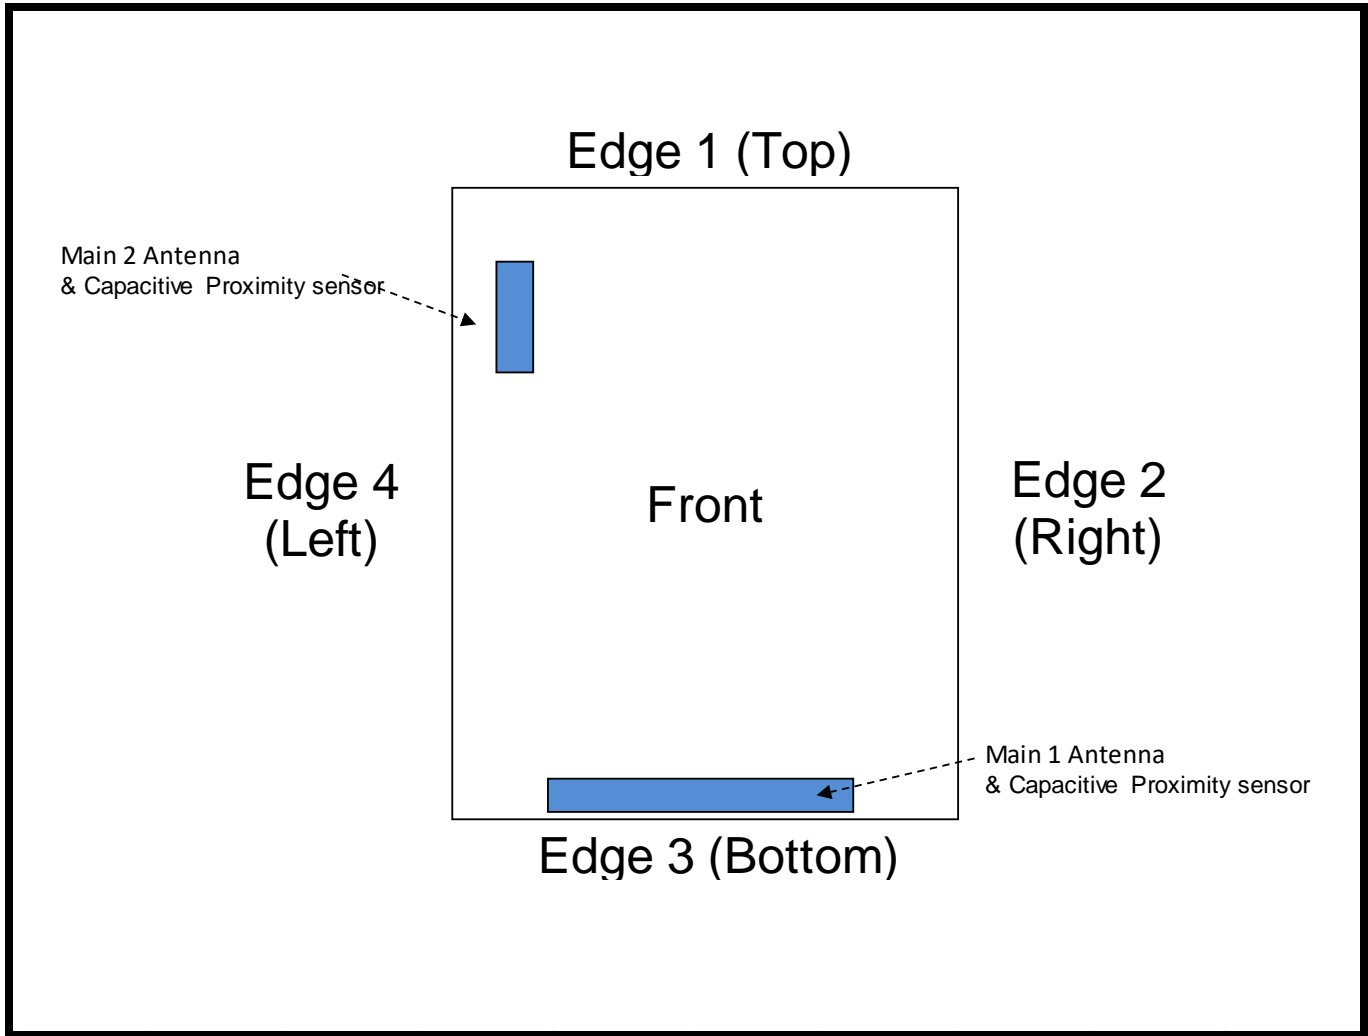 Edge 1 (Top)
Main 2 Antenna
& Capacitive Proximity sensor
Edge 4
(Left)
Front
Edge 2
(Right)
Main 1 Antenna
& Capacitive Proximity sensor
Edge 3 (Bottom)